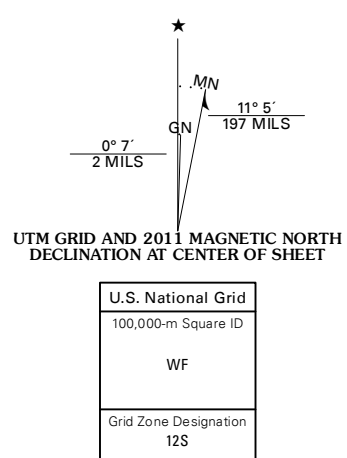 ★
MN
11° 5´
197 MILS
GN
0° 7´
2 MILS
UTM GRID AND 2011 MAGNETIC NORTH
DECLINATION AT CENTER OF SHEET
U.S. National Grid
100,000-m Square ID
WF
Grid Zone Designation
12S